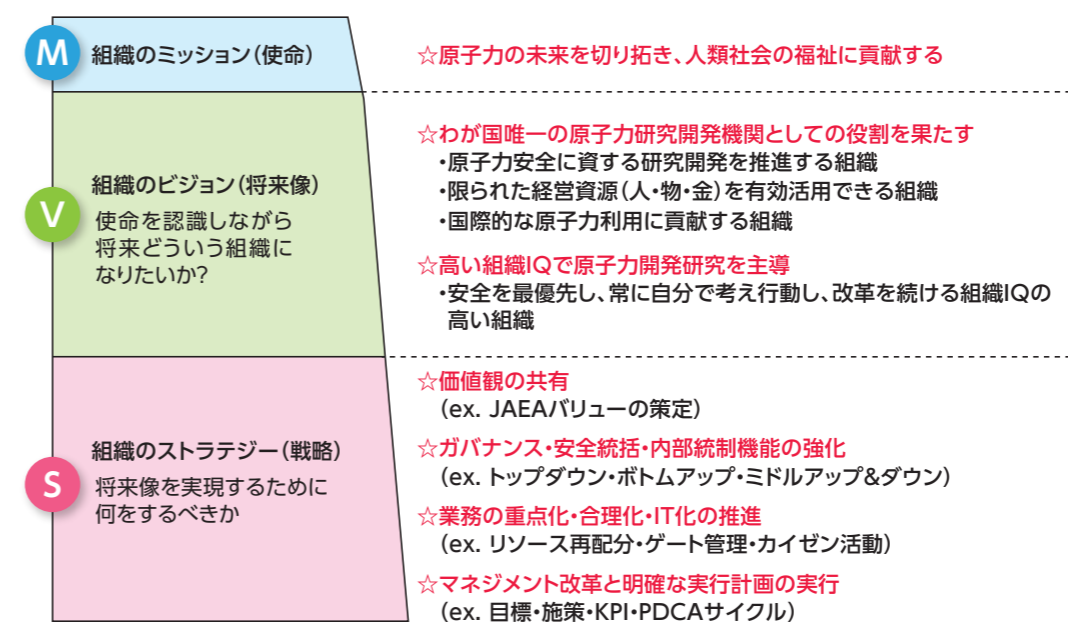 M
組織のミッション(使命)
☆原子力の未来を切り拓き、人類社会の福祉に貢献する
V
組織のビジョン(将来像)
使命を認識しながら
将来どういう組織に
なりたいか?
☆わが国唯一の原子力研究開発機関としての役割を果たす
・原子力安全に資する研究開発を推進する組織
・限られた経営資源(人・物・金)を有効活用できる組織
・国際的な原子力利用に貢献する組織
☆高い組織IQで原子力開発研究を主導
・安全を最優先し、常に自分で考え行動し、改革を続ける組織IQの
高い組織
S
組織のストラテジー(戦略)
将来像を実現するために
何をするべきか
☆価値観の共有
(ex. JAEAバリューの策定)
☆ガバナンス・安全統括・内部統制機能の強化
(ex. トップダウン・ボトムアップ・ミドルアップ&ダウン)
☆業務の重点化・合理化・IT化の推進
(ex. リソース再配分・ゲート管理・カイゼン活動)
☆マネジメント改革と明確な実行計画の実行
(ex. 目標・施策・KPI・PDCAサイクル)